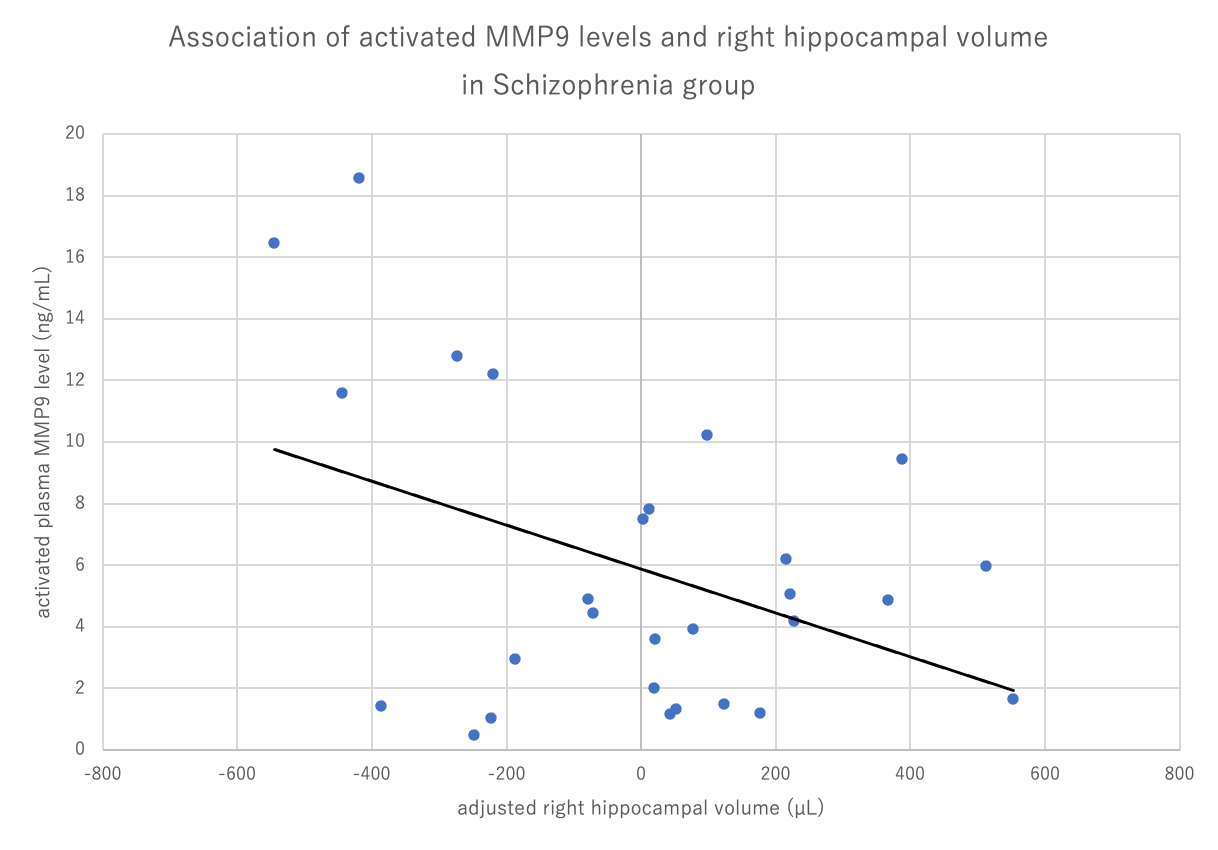 Association of activated MMP9 levels and right hippocampal volume
in Schizophrenia group
20
18
16
14
12
10
8
6
4
2
0
activated plasma MMP9 level (ng/mL)
-800 -600 -400 -200 0 200 400 600 800
adjusted right hippocampal volume (μL)